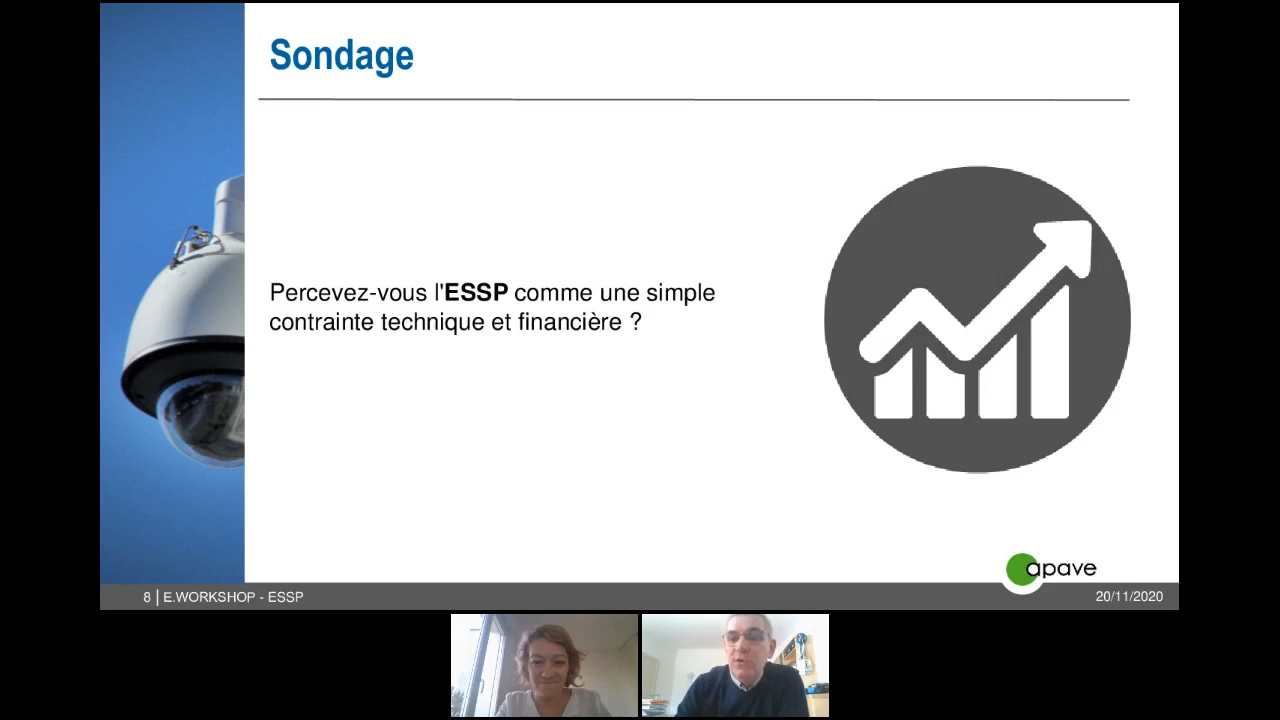 Sondage
Percevez-vous l'ESSP comme une simple
contrainte technique et financière ?
apave
8 | E.WORKSHOP - ESSP
20/11/2020